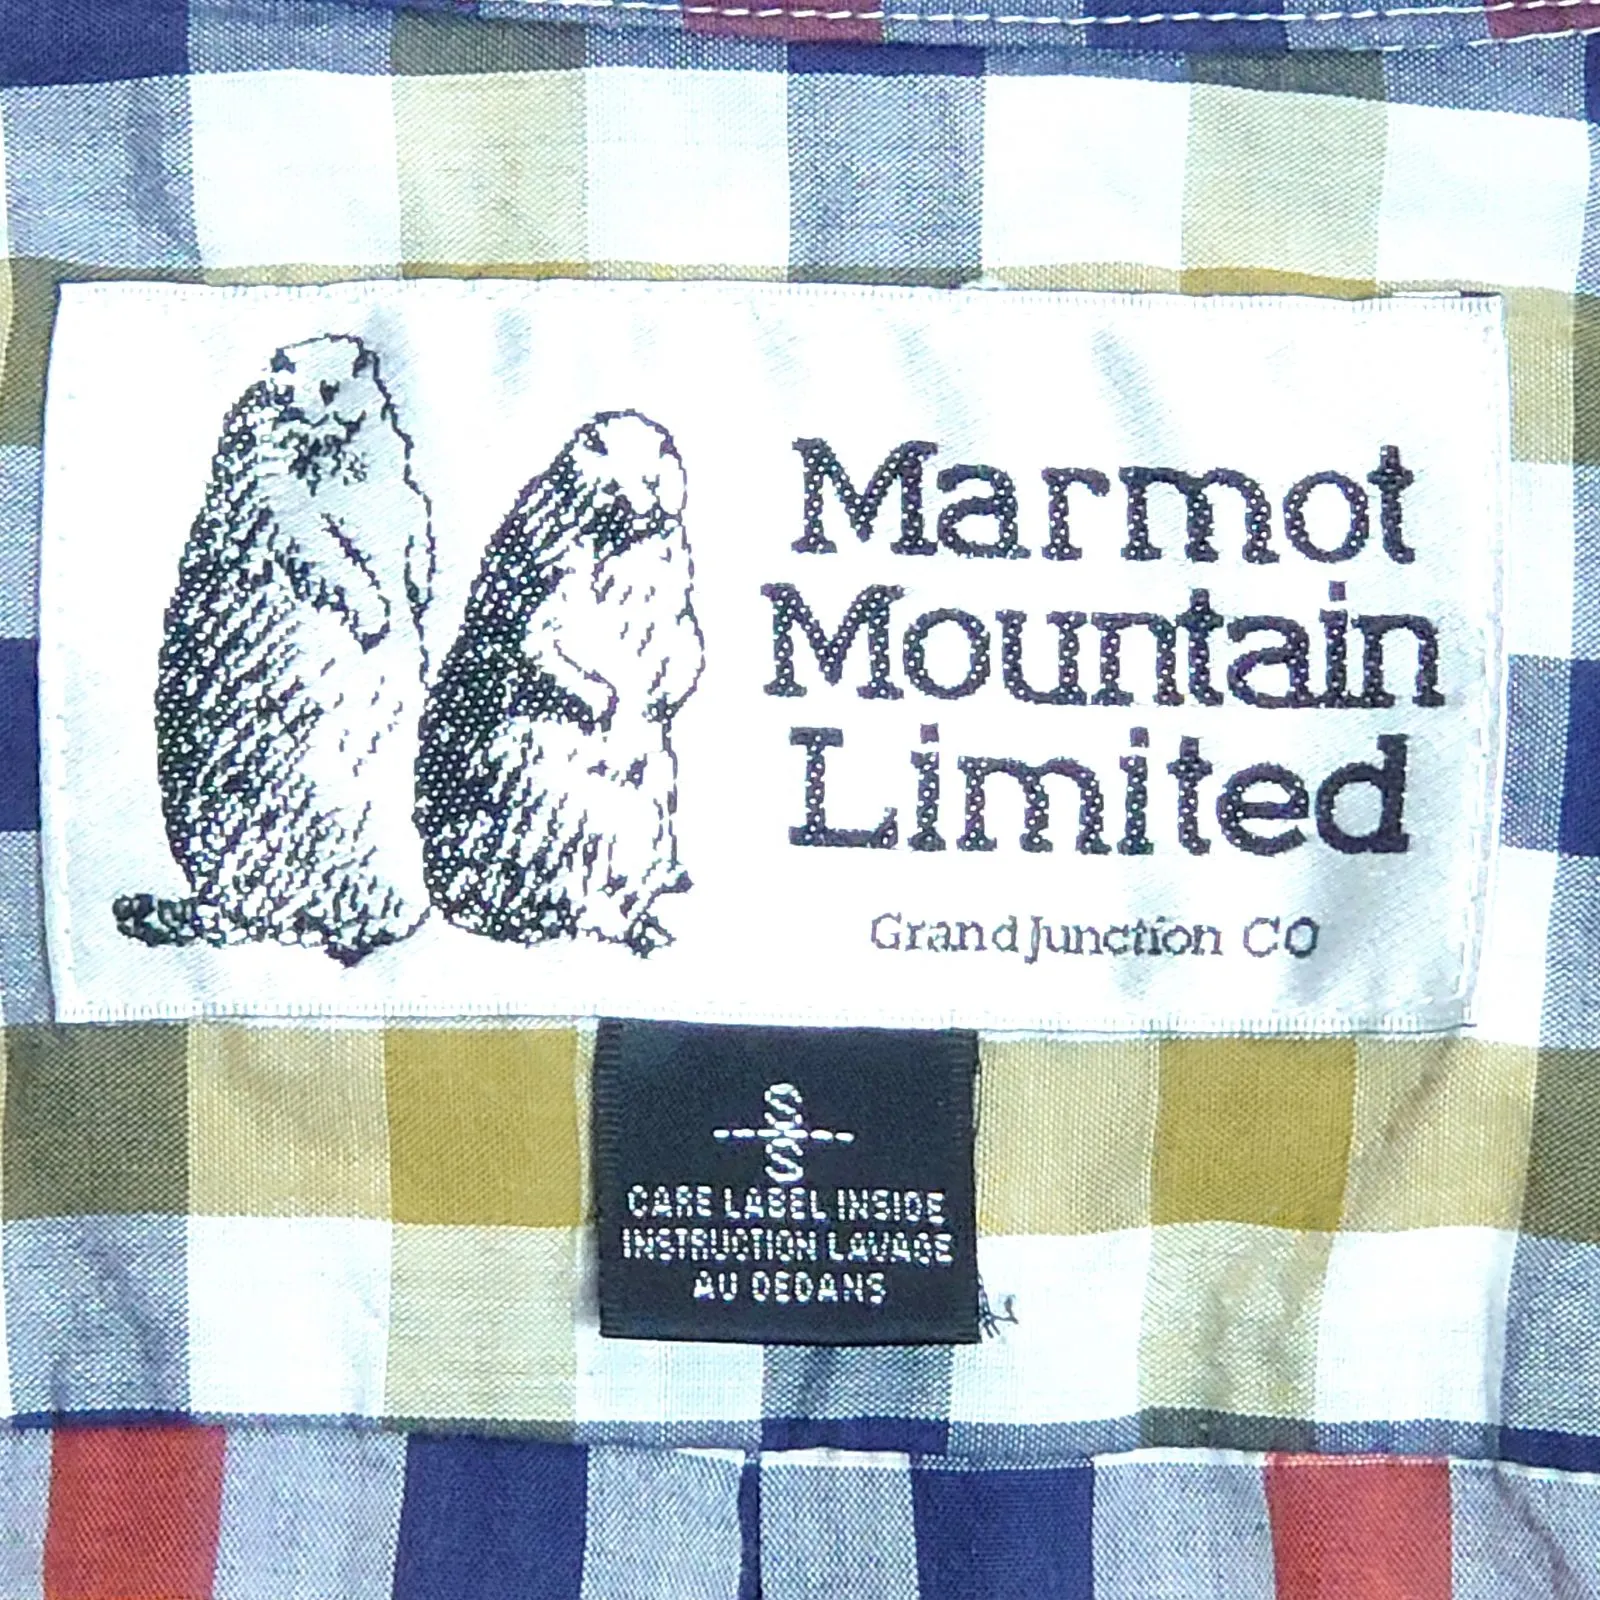 Marmot
Mountain
Limited
Grand Junction CO
S
S
CARE LABEL INSIDE
INSTRUCTION LAVAGE
AU DEDANS